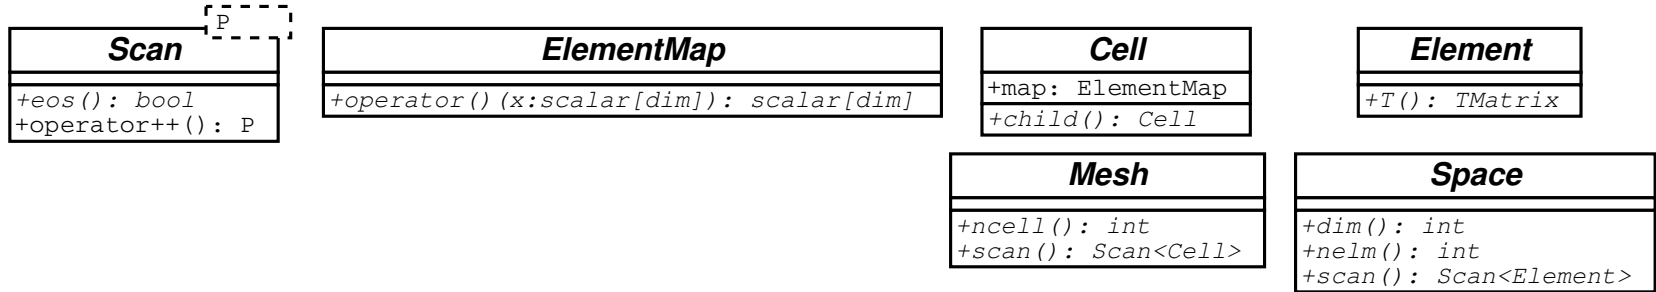 P
Scan
+eos(): bool
+operator++(): P
ElementMap
+operator()(x:scalar[dim]): scalar[dim]
Cell
+map: ElementMap
+child(): Cell
Element
+T(): TMatrix
Mesh
+ncell(): int
+scan(): Scan<Cell>
Space
+dim(): int
+nelm(): int
+scan(): Scan<Element>